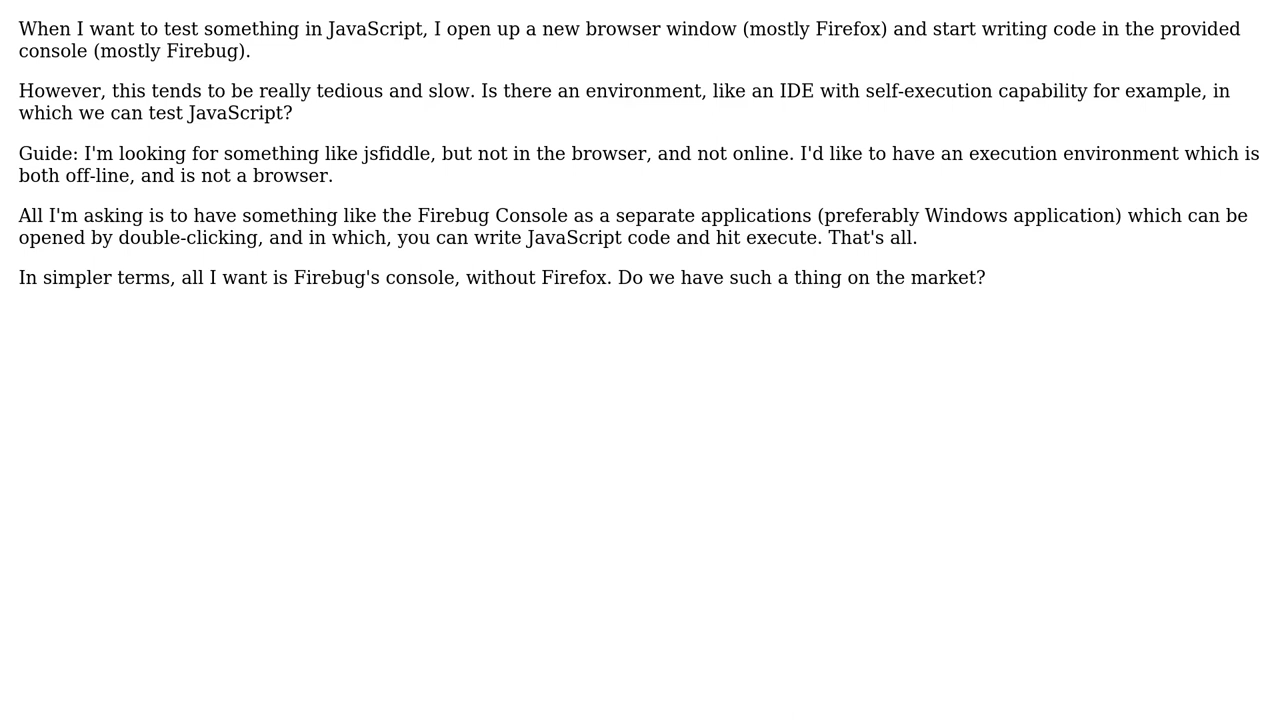 When I want to test something in JavaScript, I open up a new browser window (mostly Firefox) and start writing code in the provided
console (mostly Firebug).
However, this tends to be really tedious and slow. Is there an environment, like an IDE with self-execution capability for example, in
which we can test JavaScript?
Guide: I'm looking for something like jsfiddle, but not in the browser, and not online. I'd like to have an execution environment which is
both off-line, and is not a browser.
All I'm asking is to have something like the Firebug Console as a separate applications (preferably Windows application) which can be
opened by double-clicking, and in which, you can write JavaScript code and hit execute. That's all.
In simpler terms, all I want is Firebug's console, without Firefox. Do we have such a thing on the market?